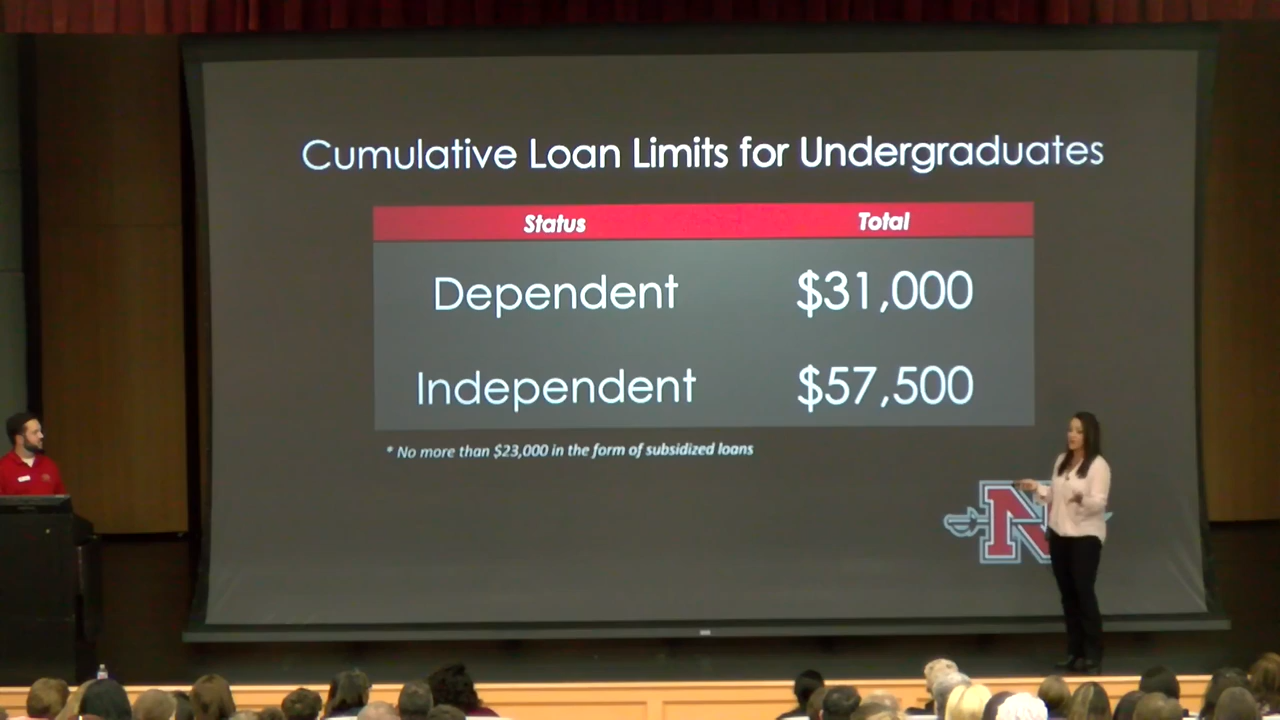 Cumulative Loan Limits for Undergraduates
Status Total
Dependent $31,000
Independent $57,500
* No more than $23,000 in the form of subsidized loans
N